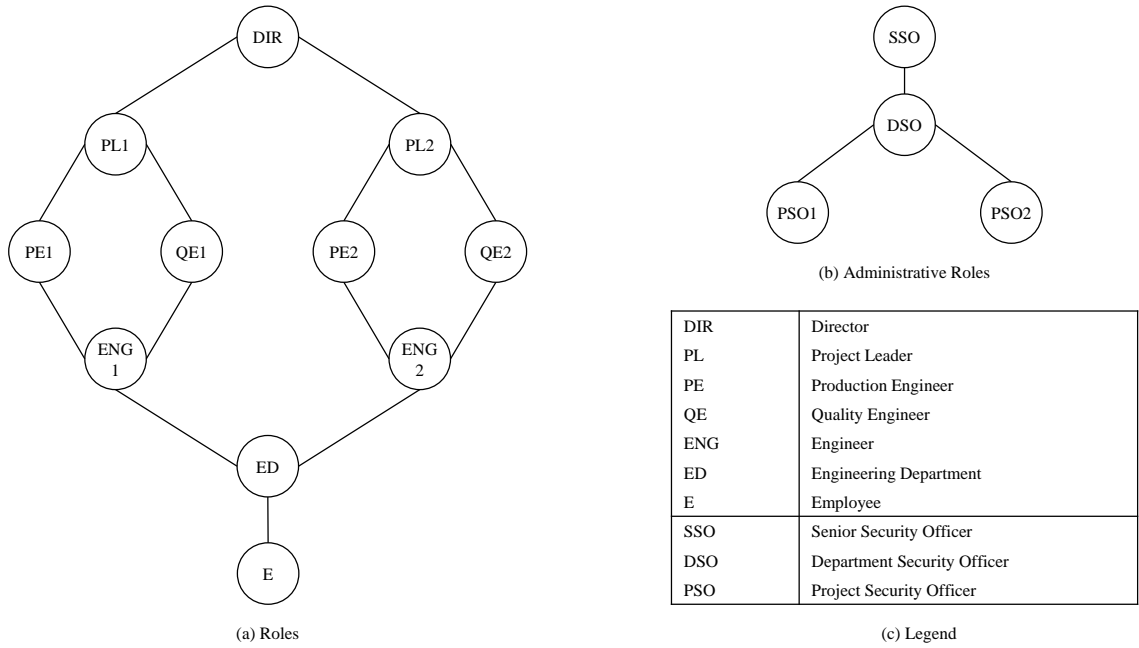 DIR
PL1
PL2
PE1
QE1
PE2
QE2
ENG
1
ENG
2
ED
E
(a) Roles
SSO
DSO
PSO1
PSO2
(b) Administrative Roles
DIR Director
PL Project Leader
PE Production Engineer
QE Quality Engineer
ENG Engineer
ED Engineering Department
E Employee
SSO Senior Security Officer
DSO Department Security Officer
PSO Project Security Officer
(c) Legend